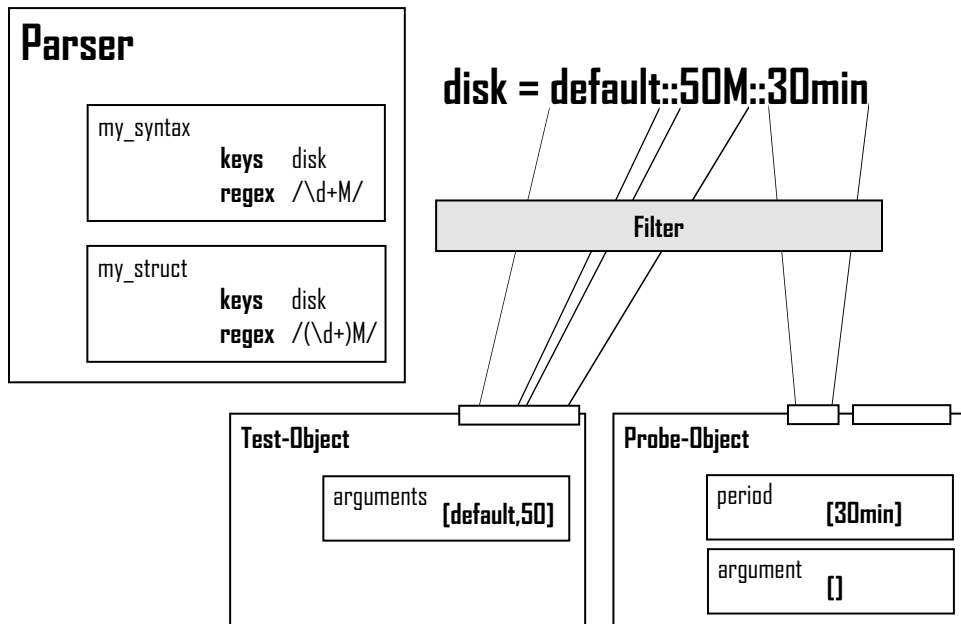 Parser
disk = default::50M::30min
my_syntax
keys disk
regex /\d+M/
Filter
my_struct
keys disk
regex /(\d+)M/
Test-Object
arguments
[default,50]
Probe-Object
period
[30min]
argument
[]